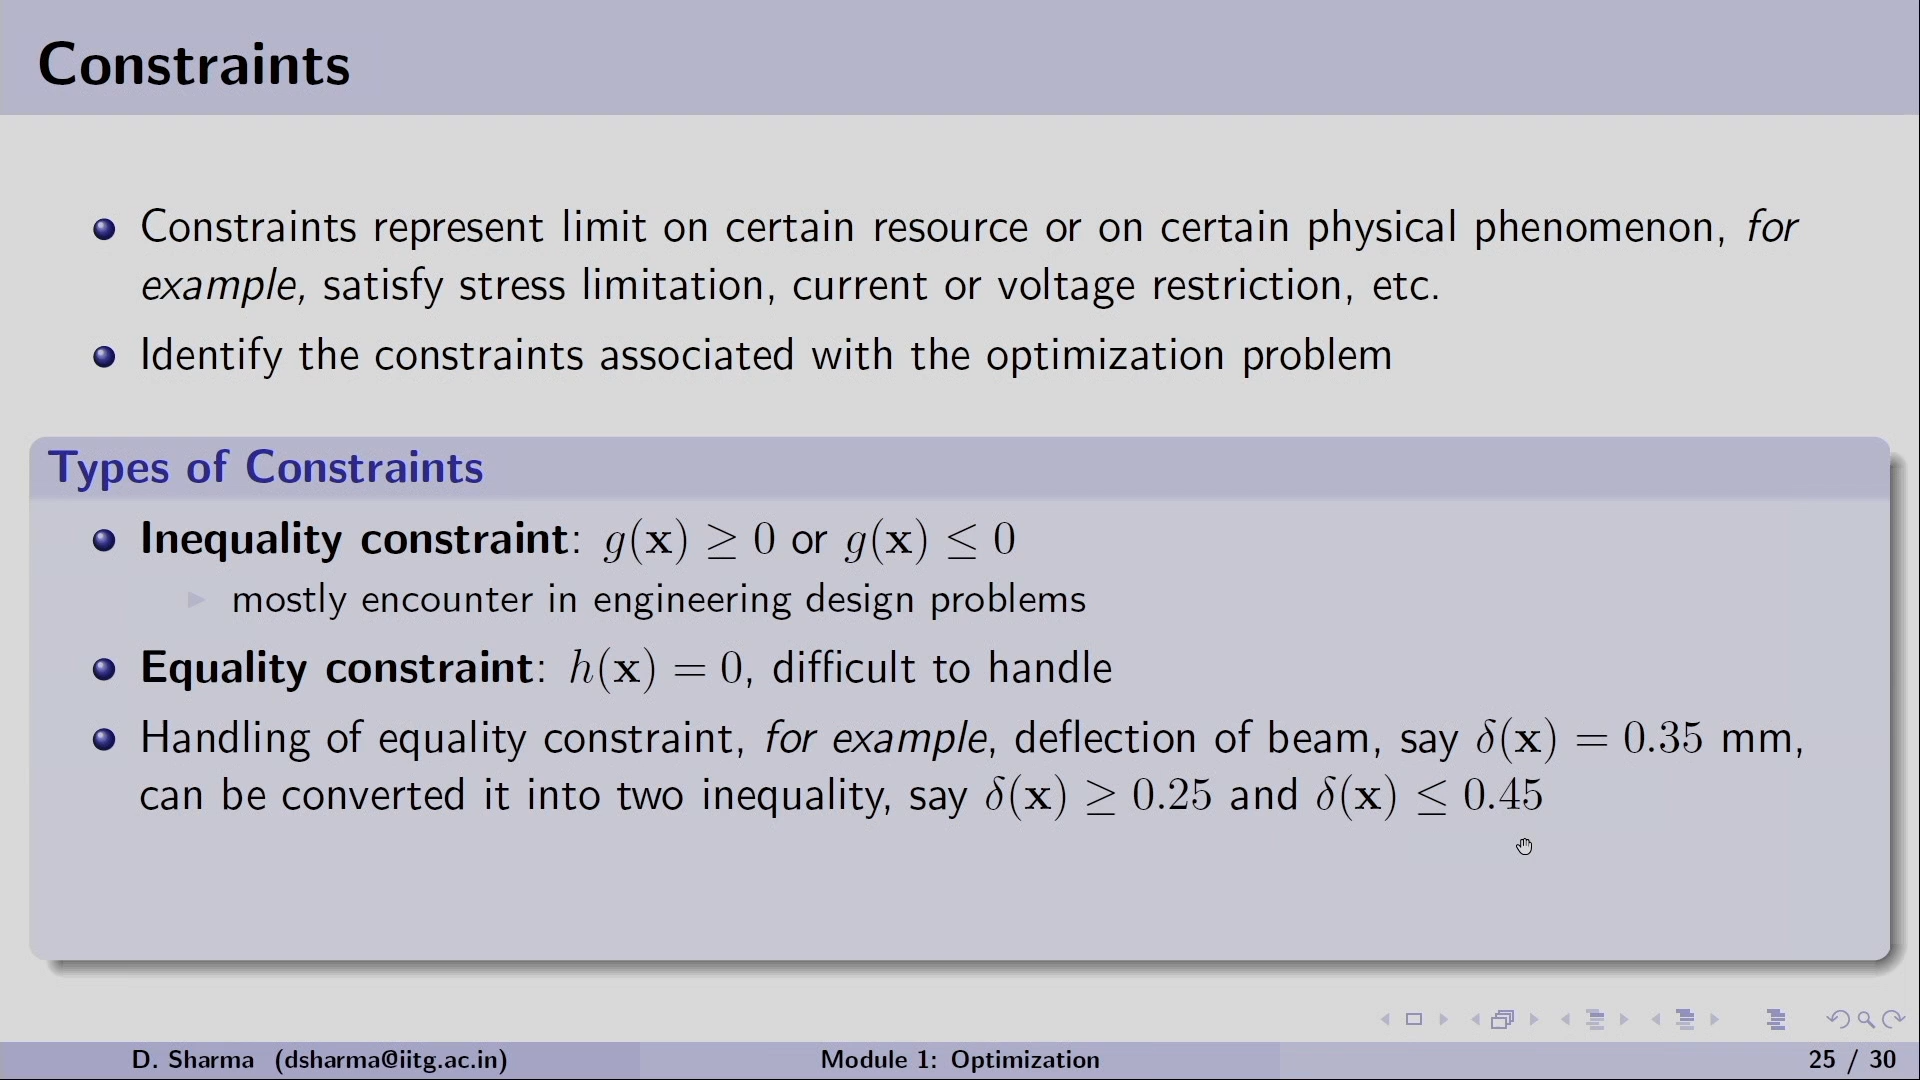 Constraints
Constraints represent limit on certain resource or on certain physical phenomenon, for
example, satisfy stress limitation, current or voltage restriction, etc.
Identify the constraints associated with the optimization problem
Types of Constraints
Inequality constraint: g(x) ≥ 0 or g(x) ≤ 0
mostly encounter in engineering design problems
Equality constraint: h(x) = 0, difficult to handle
Handling of equality constraint, for example, deflection of beam, say δ(x) = 0.35 mm,
can be converted it into two inequality, say δ(x) ≥ 0.25 and δ(x) ≤ 0.45
D. Sharma (dsharma@iitg.ac.in) Module 1: Optimization 25 / 30